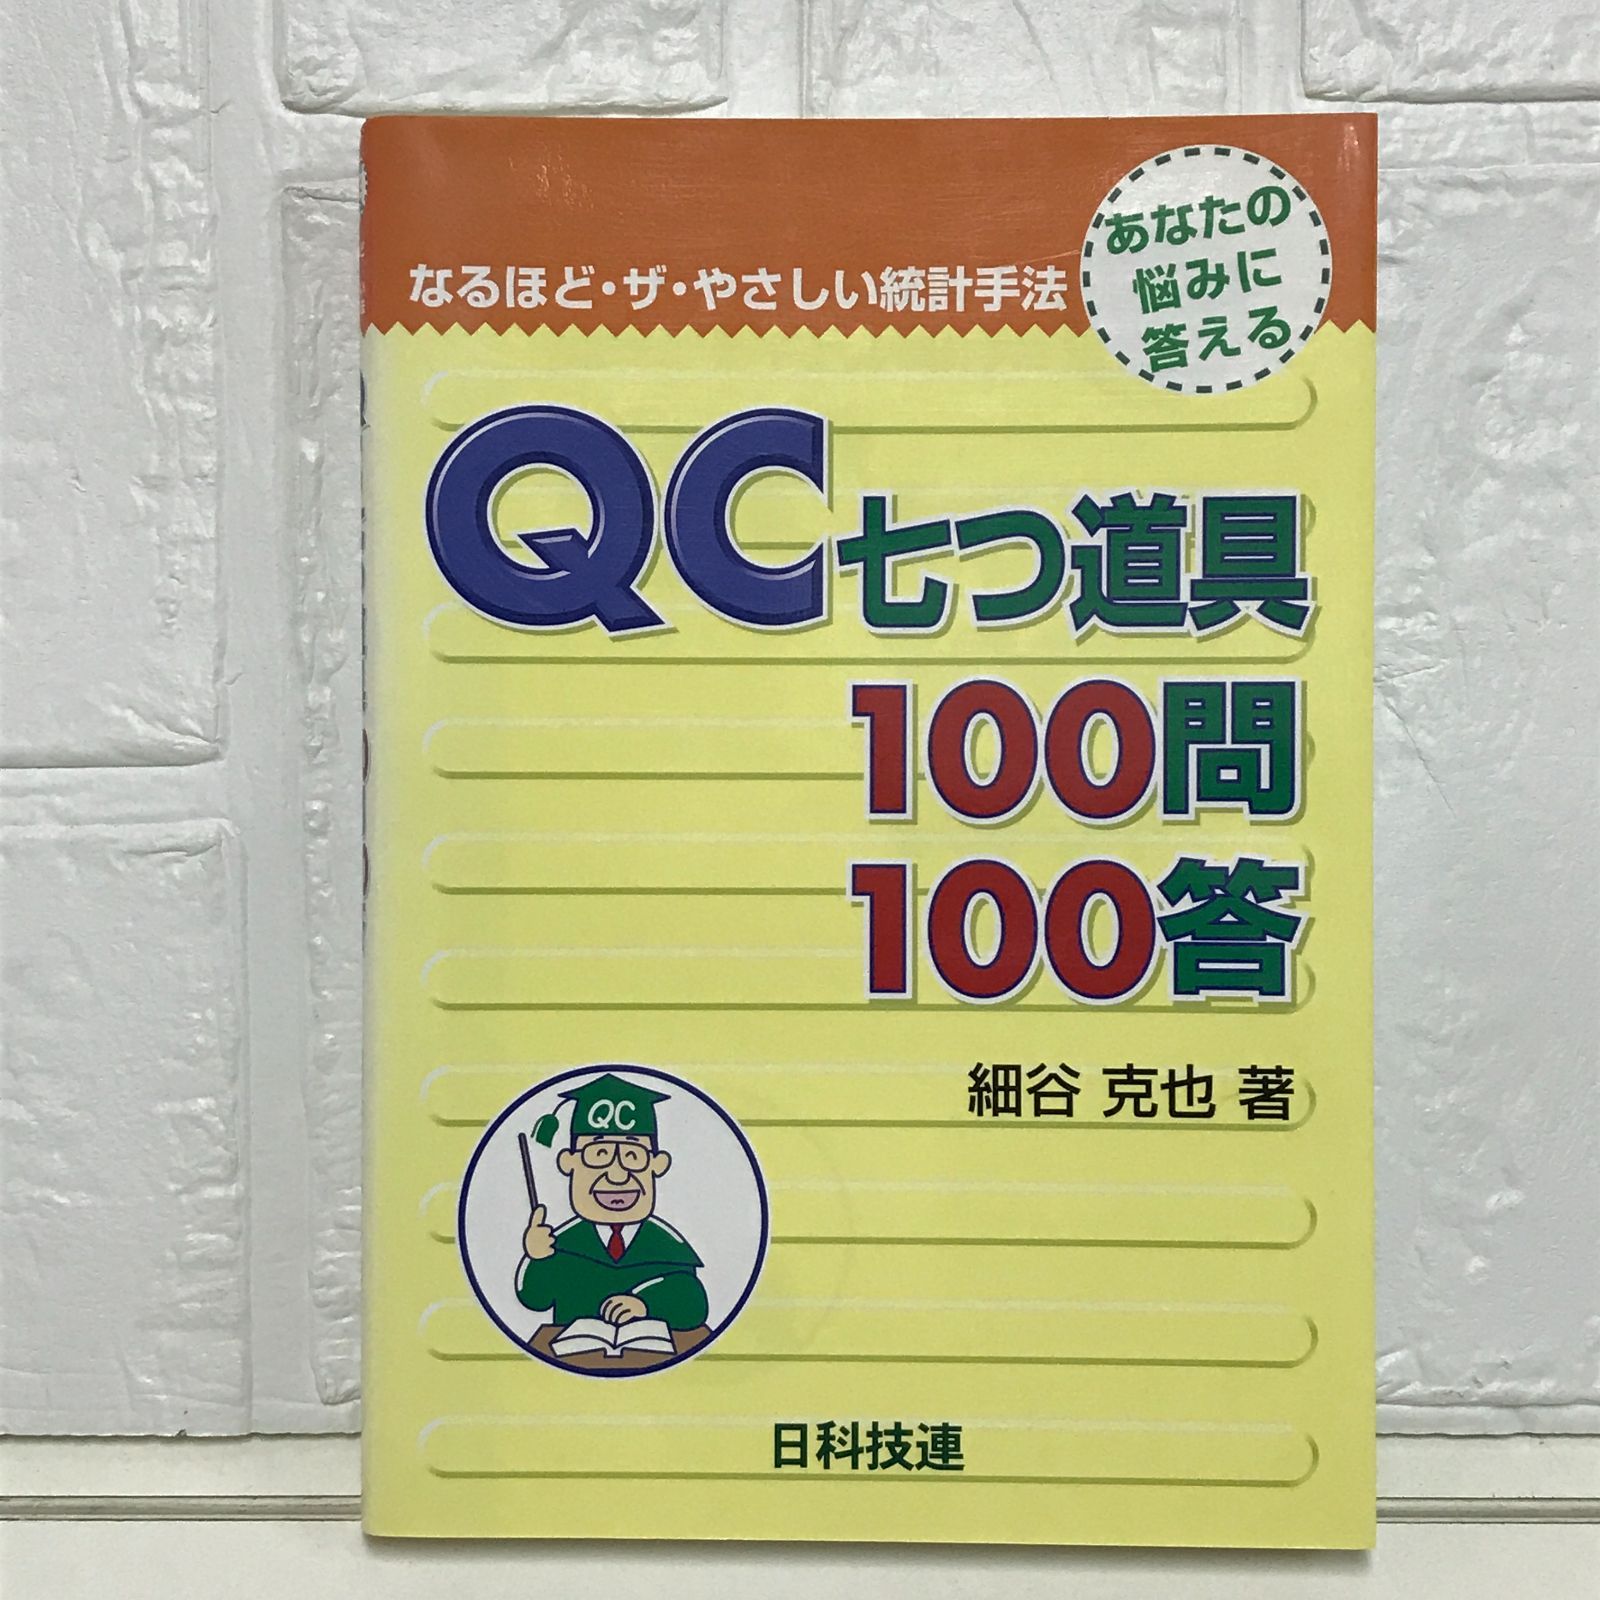 なるほど・ザ・やさしい統計手法
あなたの
悩みに
答える
QC七つ道具
100問
100答
細谷 克也 著
QC
日科技連